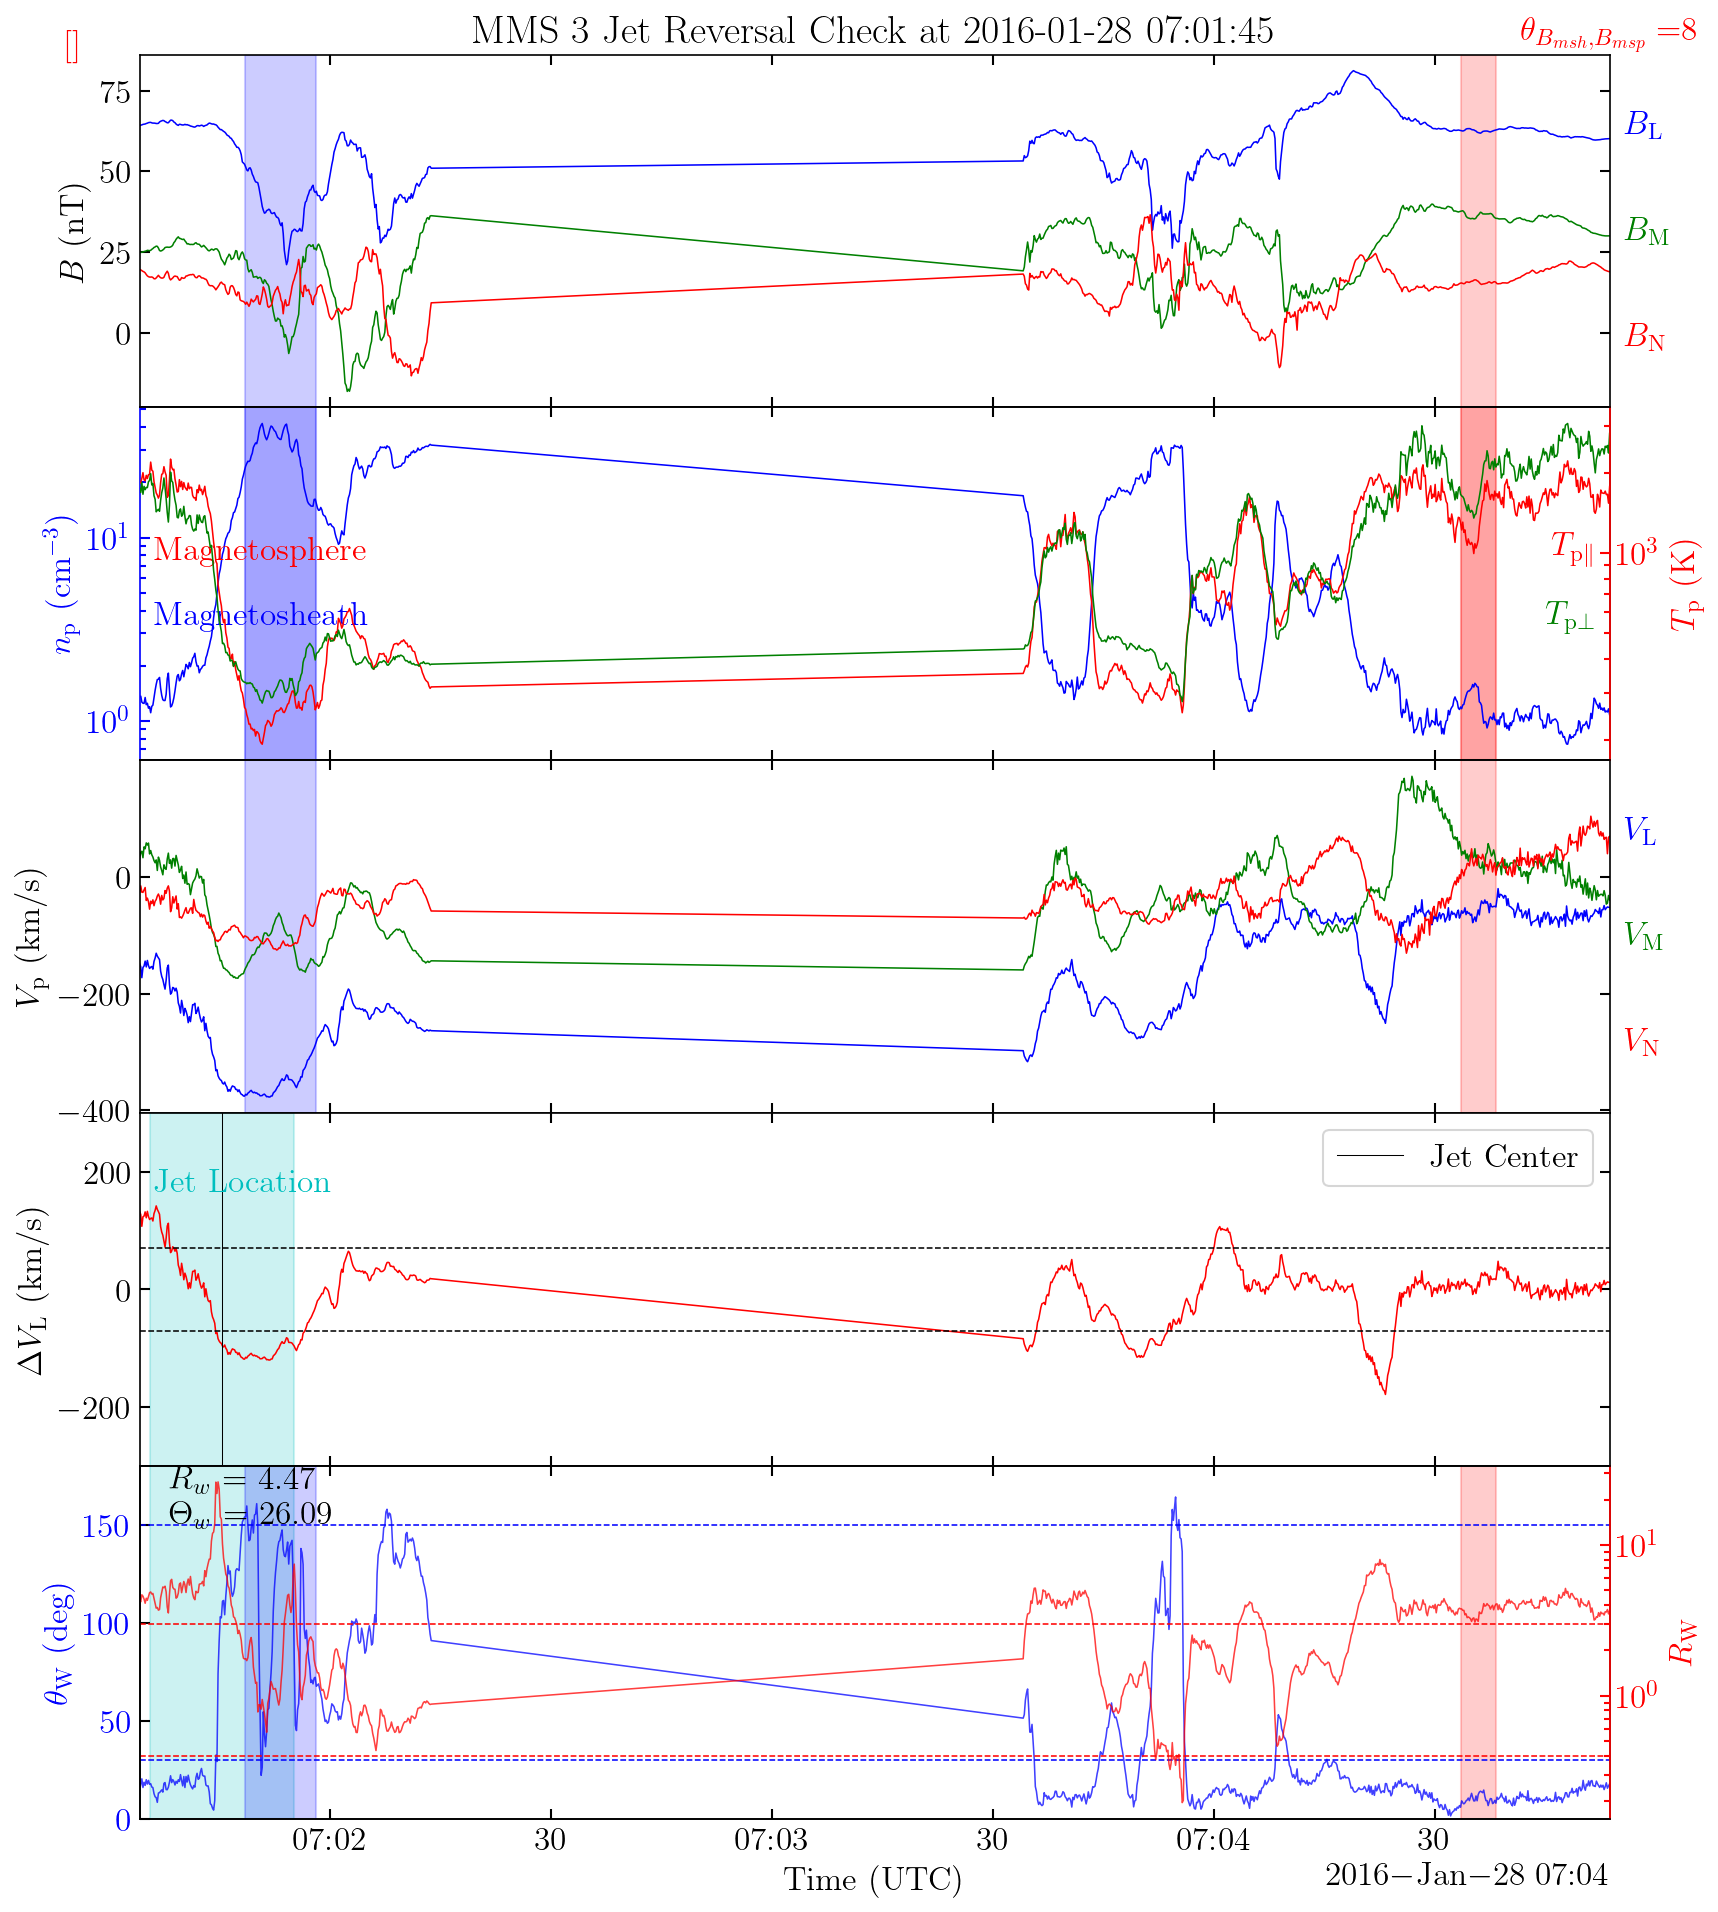 MMS 3 Jet Reversal Check at 2016-01-28 07:01:45
[]
θ_{B_{msh},B_{msp}} =8
75
50
25
0
B (nT)
B_L
B_M
B_N
10^1
10^0
n_p (cm^{−3})
Magnetosphere
Magnetosheath
T_{p∥}
T_{p⊥}
10^3
T_p (K)
0
−200
−400
V_p (km/s)
V_L
V_M
V_N
200
0
−200
ΔV_L (km/s)
Jet Location
Jet Center
R_w = 4.47
Θ_w = 26.09
150
100
50
0
θ_W (deg)
10^1
10^0
R_W
07:02
30
07:03
30
07:04
30
Time (UTC)
2016−Jan−28 07:04